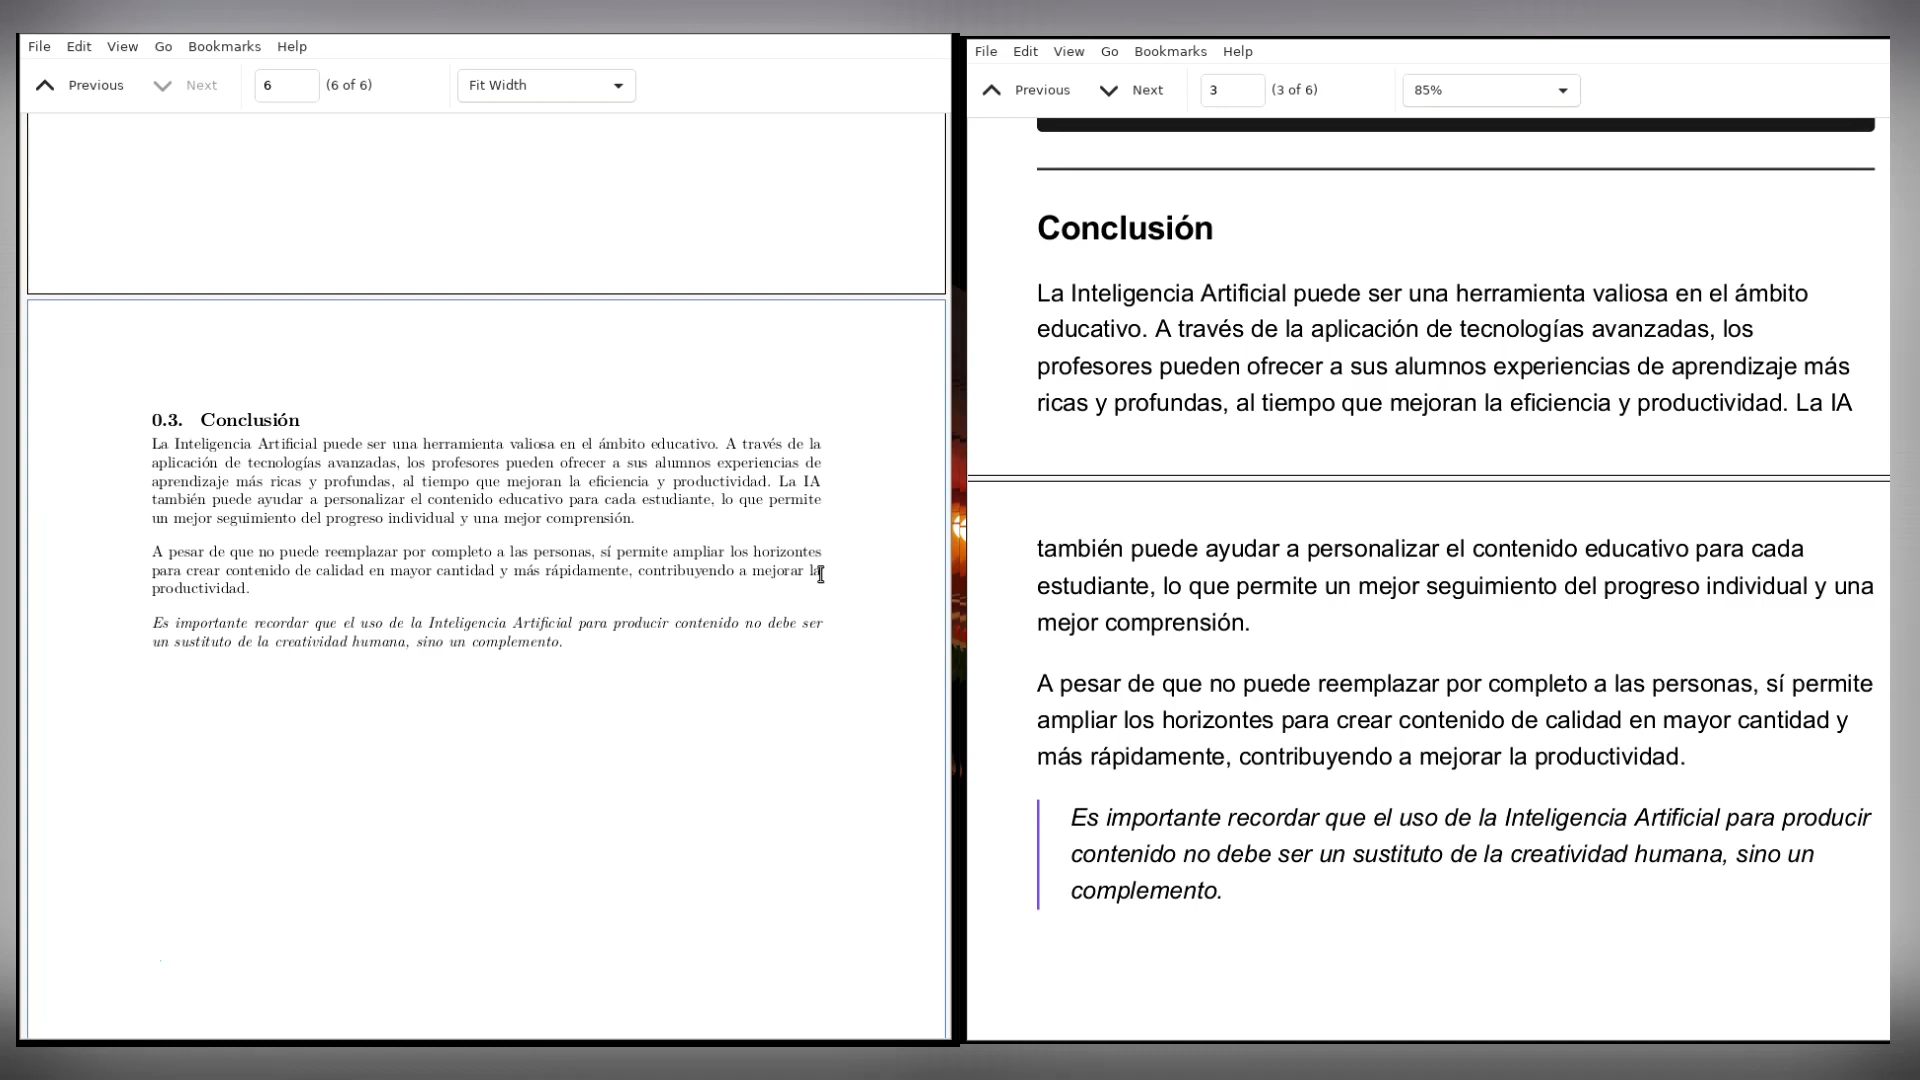 File Edit View Go Bookmarks Help
Previous Next 6 (6 of 6) Fit Width
0.3. Conclusión
La Inteligencia Artificial puede ser una herramienta valiosa en el ámbito educativo. A través de la
aplicación de tecnologías avanzadas, los profesores pueden ofrecer a sus alumnos experiencias de
aprendizaje más ricas y profundas, al tiempo que mejoran la eficiencia y productividad. La IA
también puede ayudar a personalizar el contenido educativo para cada estudiante, lo que permite
un mejor seguimiento del progreso individual y una mejor comprensión.
A pesar de que no puede reemplazar por completo a las personas, sí permite ampliar los horizontes
para crear contenido de calidad en mayor cantidad y más rápidamente, contribuyendo a mejorar la
productividad.
Es importante recordar que el uso de la Inteligencia Artificial para producir contenido no debe ser
un sustituto de la creatividad humana, sino un complemento.
File Edit View Go Bookmarks Help
Previous Next 3 (3 of 6) 85%
Conclusión
La Inteligencia Artificial puede ser una herramienta valiosa en el ámbito
educativo. A través de la aplicación de tecnologías avanzadas, los
profesores pueden ofrecer a sus alumnos experiencias de aprendizaje más
ricas y profundas, al tiempo que mejoran la eficiencia y productividad. La IA
también puede ayudar a personalizar el contenido educativo para cada
estudiante, lo que permite un mejor seguimiento del progreso individual y una
mejor comprensión.
A pesar de que no puede reemplazar por completo a las personas, sí permite
ampliar los horizontes para crear contenido de calidad en mayor cantidad y
más rápidamente, contribuyendo a mejorar la productividad.
Es importante recordar que el uso de la Inteligencia Artificial para producir
contenido no debe ser un sustituto de la creatividad humana, sino un
complemento.